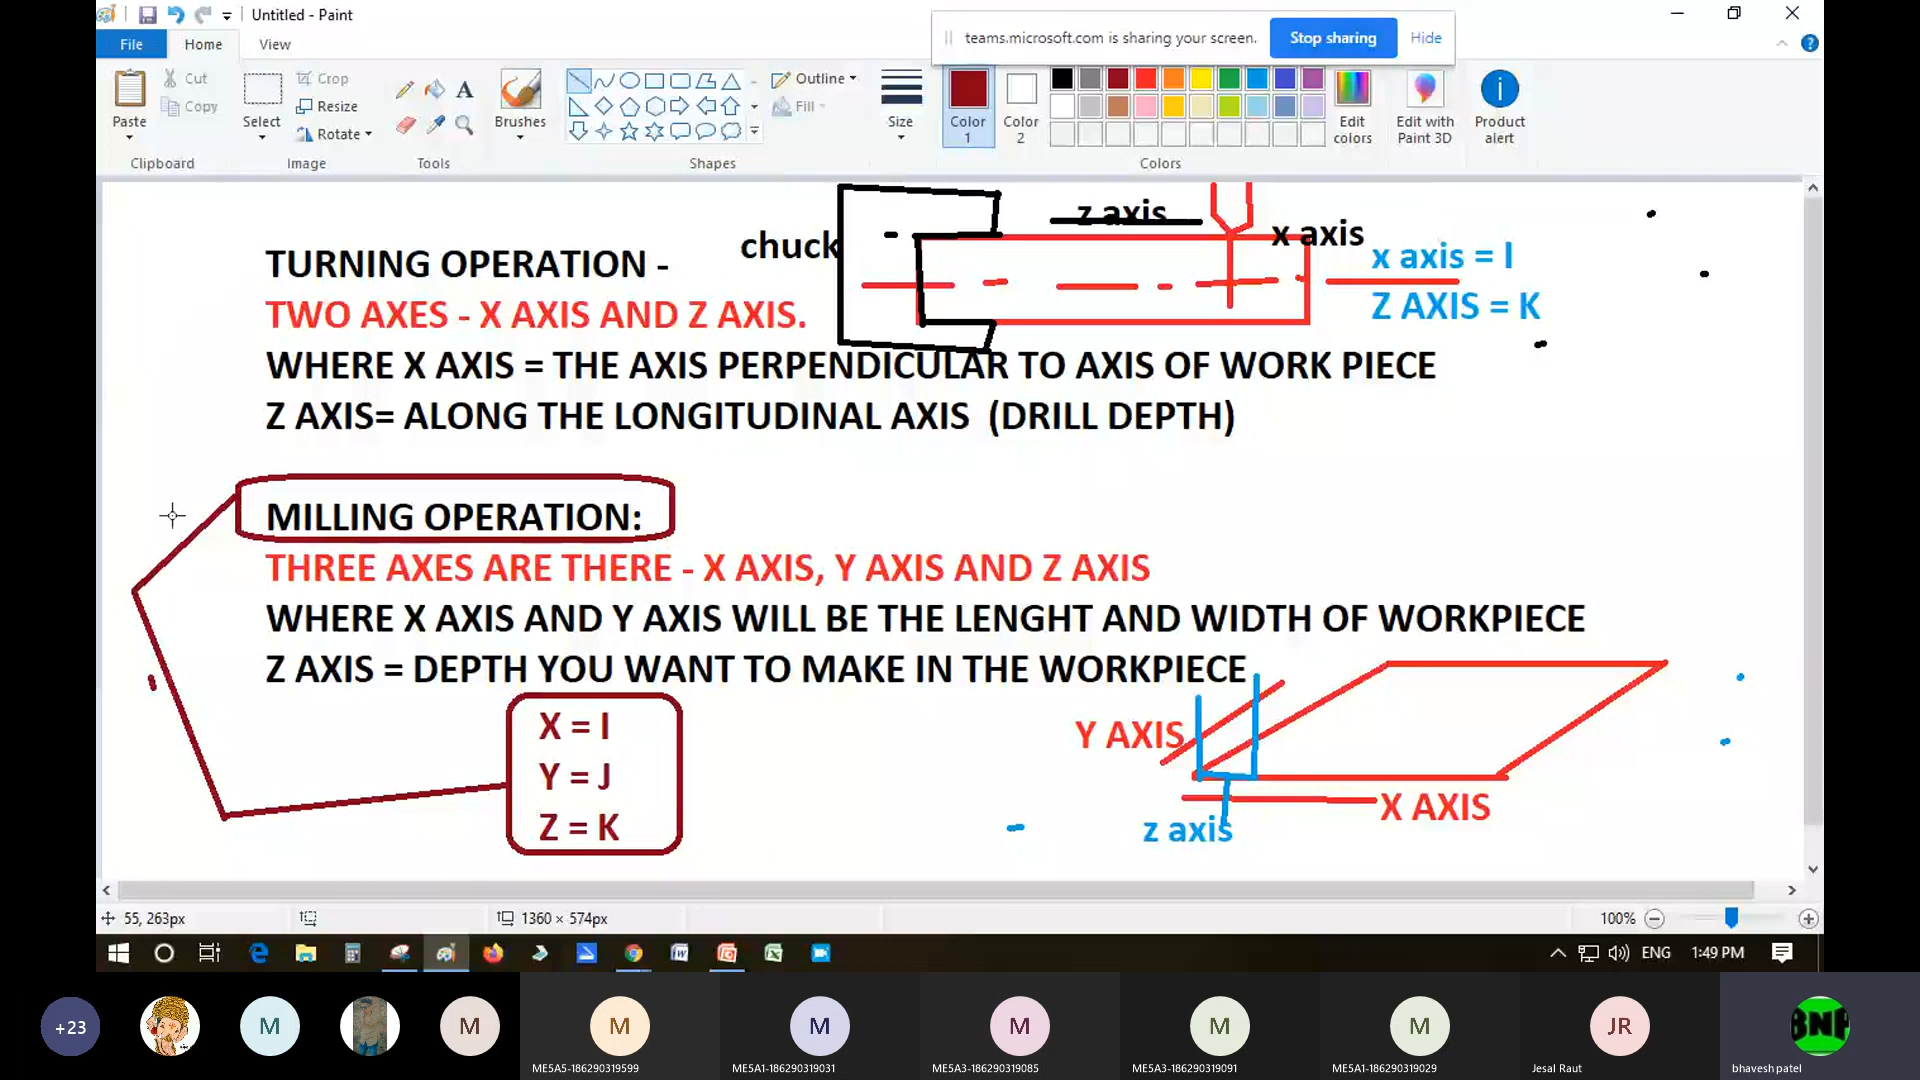 Untitled - Paint
teams.microsoft.com is sharing your screen. Stop sharing Hide
File Home View
Paste Cut Copy Clipboard
Select Crop Resize Rotate Image
A
Tools
Brushes
Outline Fill Shapes
Size
Color 1 Color 2 Colors
Edit colors
Edit with Paint 3D
Product alert
z axis
chuck
x axis
TURNING OPERATION -
x axis = I
TWO AXES - X AXIS AND Z AXIS.
Z AXIS = K
WHERE X AXIS = THE AXIS PERPENDICULAR TO AXIS OF WORK PIECE
Z AXIS= ALONG THE LONGITUDINAL AXIS (DRILL DEPTH)
MILLING OPERATION:
THREE AXES ARE THERE - X AXIS, Y AXIS AND Z AXIS
WHERE X AXIS AND Y AXIS WILL BE THE LENGHT AND WIDTH OF WORKPIECE
Z AXIS = DEPTH YOU WANT TO MAKE IN THE WORKPIECE
X = I
Y = J
Z = K
Y AXIS
X AXIS
z axis
55, 263px 1360 × 574px 100%
ENG 1:49 PM
+23 M M M M M M M JR BNP
ME5A5-186290319599 ME5A1-186290319031 ME5A3-186290319085 ME5A3-186290319091 ME5A1-186290319029 Jesal Raut bhavesh patel